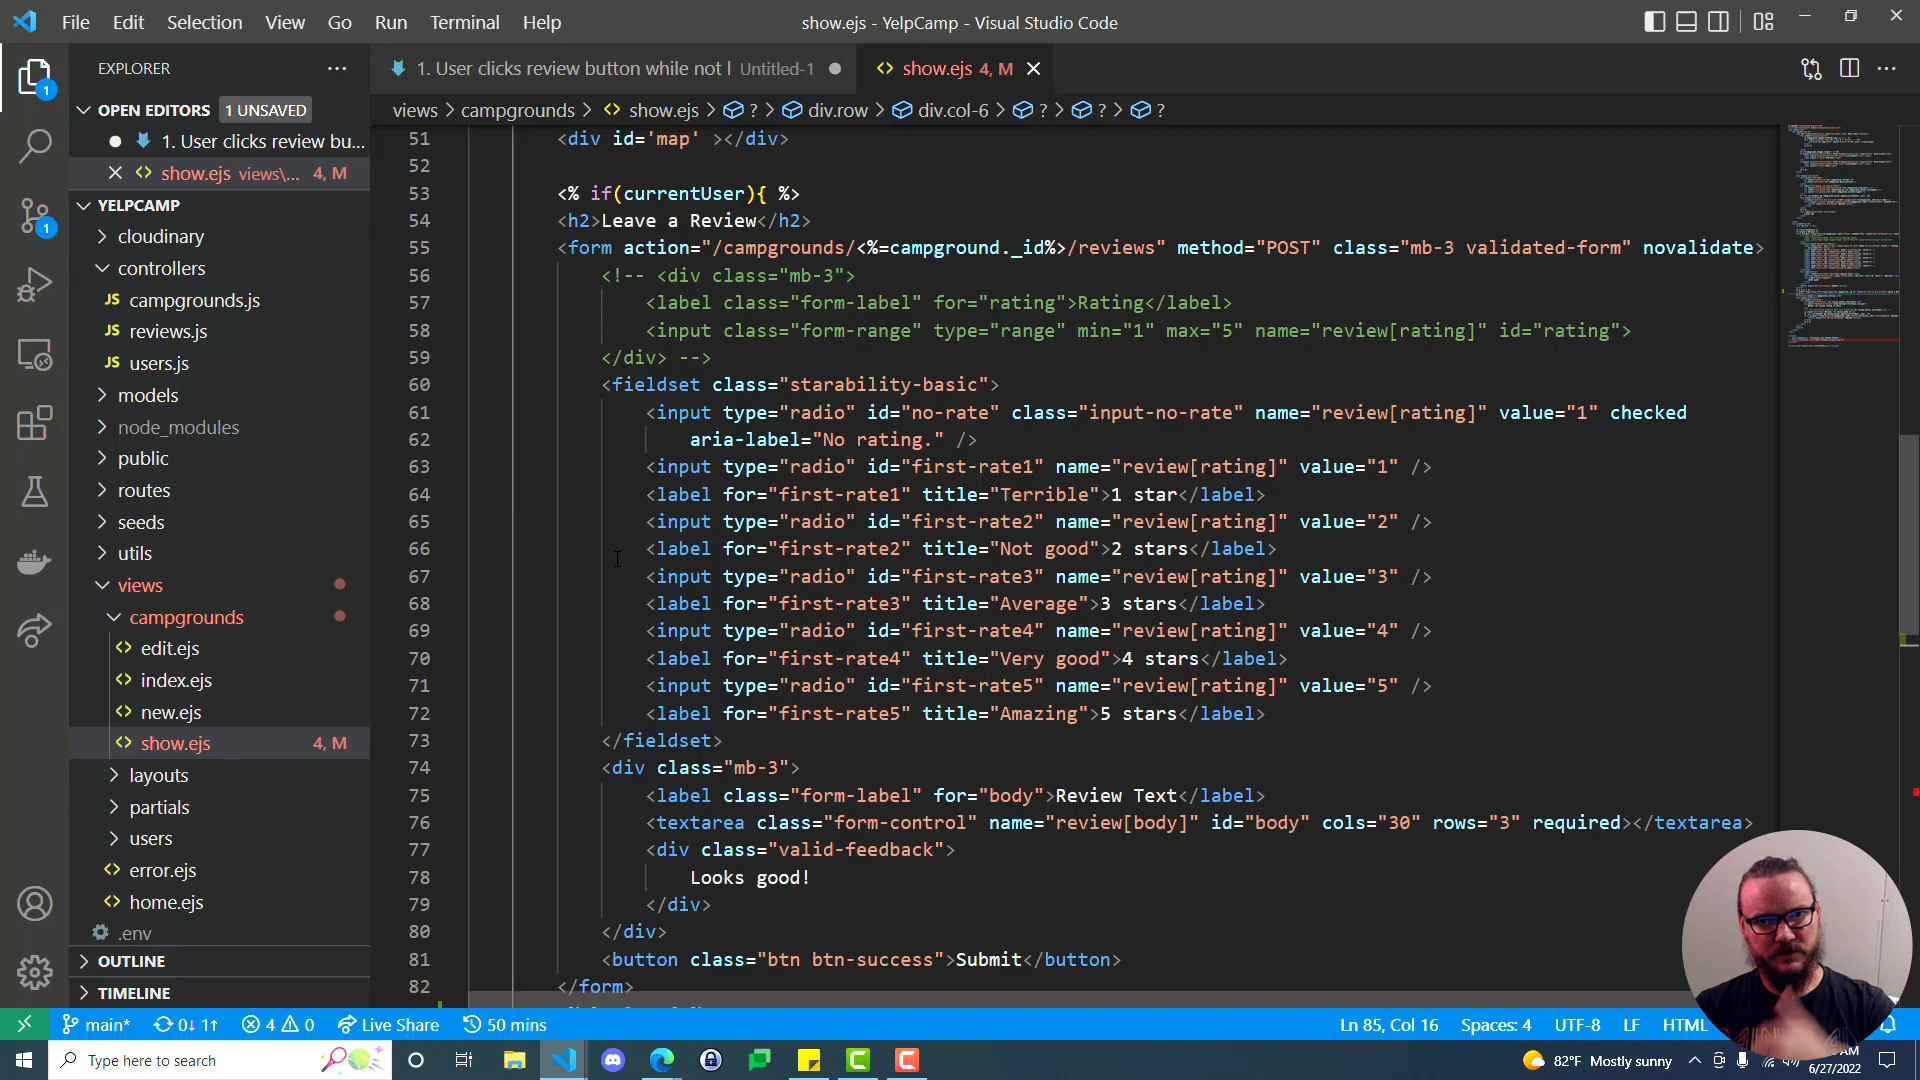 File Edit Selection View Go Run Terminal Help
show.ejs - YelpCamp - Visual Studio Code
EXPLORER
OPEN EDITORS 1 UNSAVED
1. User clicks review bu...
show.ejs views\... 4, M
YELPCAMP
cloudinary
controllers
JS campgrounds.js
JS reviews.js
JS users.js
models
node_modules
public
routes
seeds
utils
views
campgrounds
edit.ejs
index.ejs
new.ejs
show.ejs 4, M
layouts
partials
users
error.ejs
home.ejs
.env
OUTLINE
TIMELINE
1. User clicks review button while not l Untitled-1
show.ejs 4, M
views > campgrounds > show.ejs > ? > div.row > div.col-6 > ? > ? > ?
51 <div id='map' ></div>
52
53 <% if(currentUser){ %>
54 <h2>Leave a Review</h2>
55 <form action="/campgrounds/<%=campground._id%>/reviews" method="POST" class="mb-3 validated-form" novalidate>
56 <!-- <div class="mb-3">
57 <label class="form-label" for="rating">Rating</label>
58 <input class="form-range" type="range" min="1" max="5" name="review[rating]" id="rating">
59 </div> -->
60 <fieldset class="starability-basic">
61 <input type="radio" id="no-rate" class="input-no-rate" name="review[rating]" value="1" checked
62 aria-label="No rating." />
63 <input type="radio" id="first-rate1" name="review[rating]" value="1" />
64 <label for="first-rate1" title="Terrible">1 star</label>
65 <input type="radio" id="first-rate2" name="review[rating]" value="2" />
66 <label for="first-rate2" title="Not good">2 stars</label>
67 <input type="radio" id="first-rate3" name="review[rating]" value="3" />
68 <label for="first-rate3" title="Average">3 stars</label>
69 <input type="radio" id="first-rate4" name="review[rating]" value="4" />
70 <label for="first-rate4" title="Very good">4 stars</label>
71 <input type="radio" id="first-rate5" name="review[rating]" value="5" />
72 <label for="first-rate5" title="Amazing">5 stars</label>
73 </fieldset>
74 <div class="mb-3">
75 <label class="form-label" for="body">Review Text</label>
76 <textarea class="form-control" name="review[body]" id="body" cols="30" rows="3" required></textarea>
77 <div class="valid-feedback">
78 Looks good!
79 </div>
80 </div>
81 <button class="btn btn-success">Submit</button>
82 </form>
main* 0↓ 1↑ 4 0 Live Share 50 mins
Ln 85, Col 16 Spaces: 4 UTF-8 LF HTML
Type here to search
82°F Mostly sunny
AM
6/27/2022